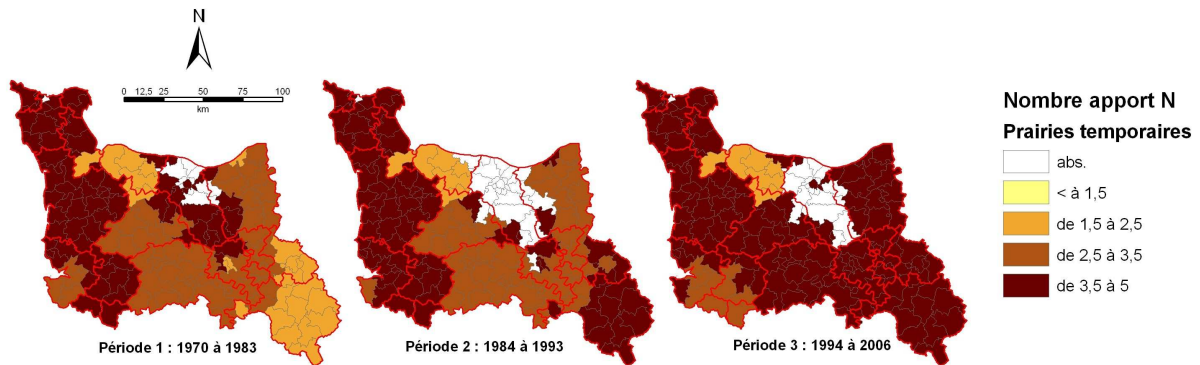 N
0 12,5 25 50 75 100
km
Nombre apport N
Prairies temporaires
abs.
< à 1,5
de 1,5 à 2,5
de 2,5 à 3,5
de 3,5 à 5
Période 1 : 1970 à 1983
Période 2 : 1984 à 1993
Période 3 : 1994 à 2006